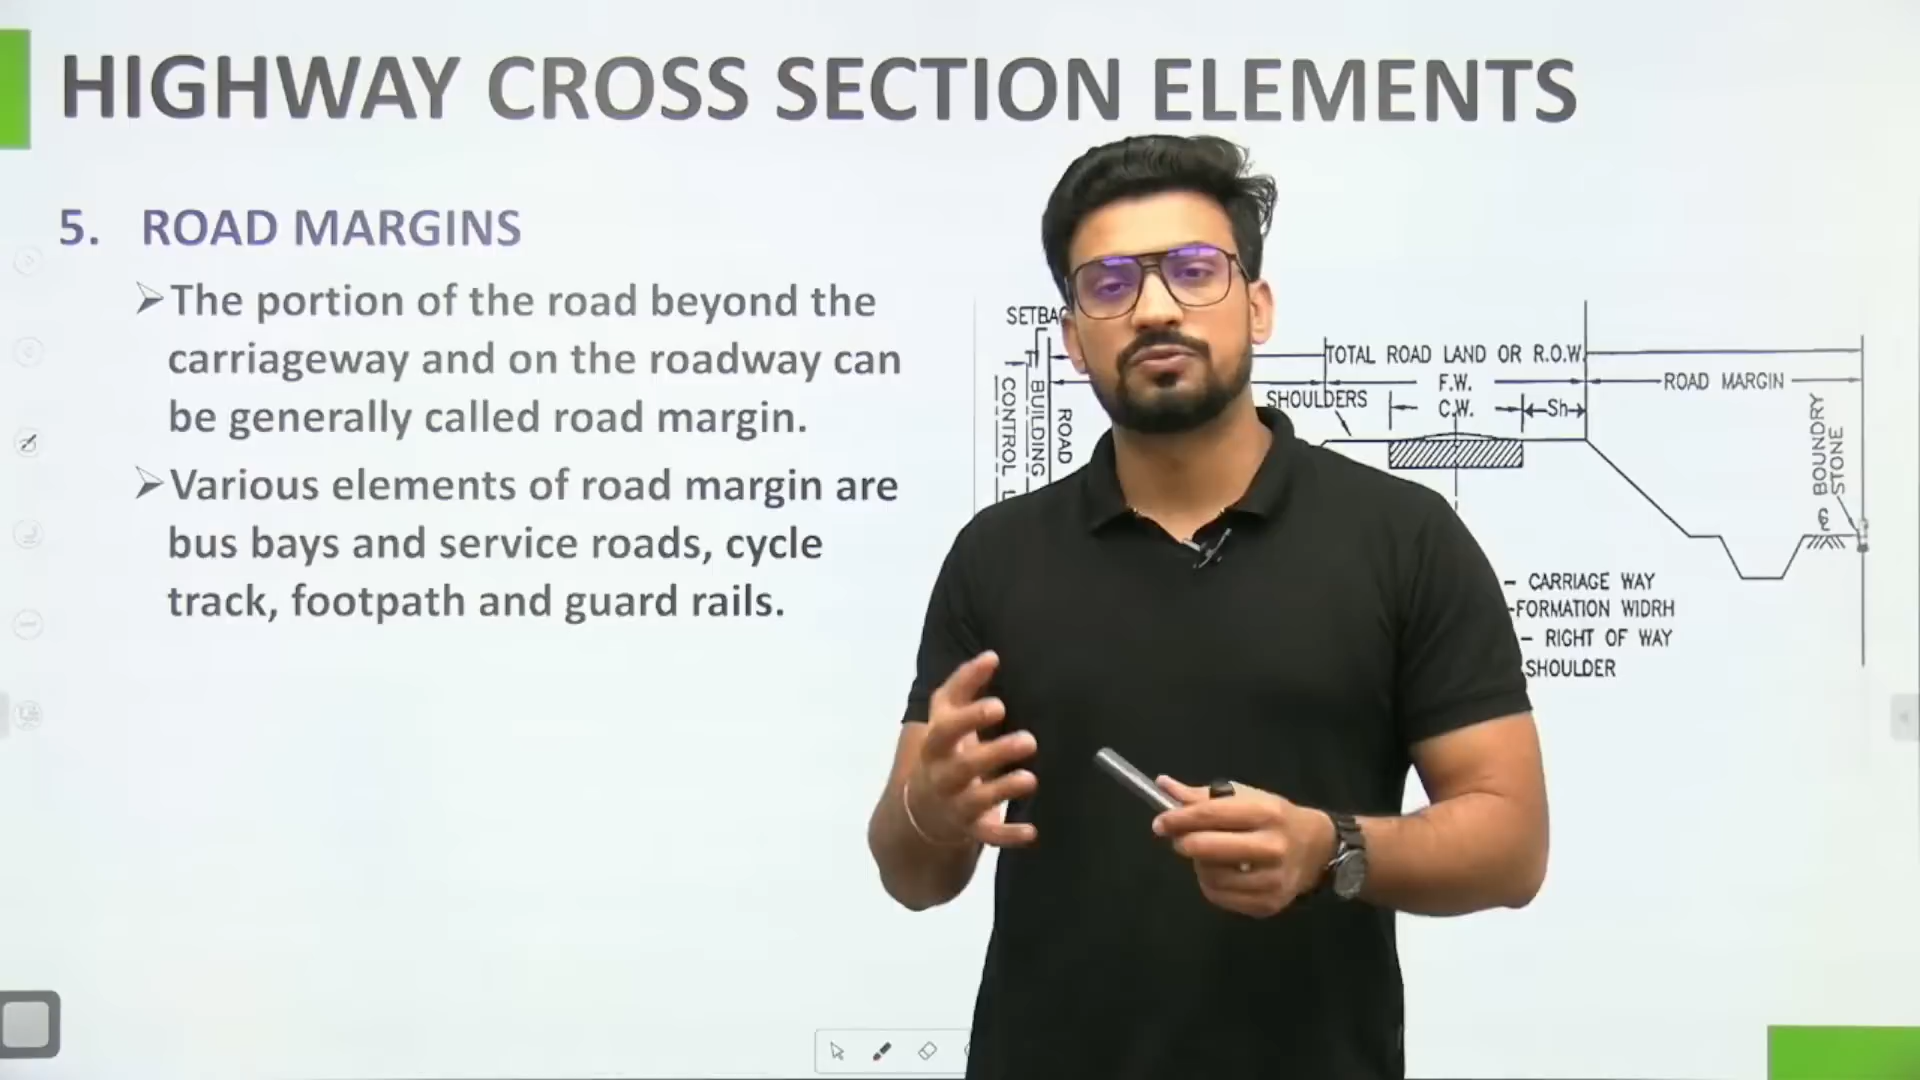 HIGHWAY CROSS SECTION ELEMENTS
5. ROAD MARGINS
➢The portion of the road beyond the
carriageway and on the roadway can
be generally called road margin.
➢Various elements of road margin are
bus bays and service roads, cycle
track, footpath and guard rails.
TOTAL ROAD LAND OR R.O.W.
F.W.
ROAD MARGIN
SHOULDERS
C.W.
Sh
CONTROL
BUILDING
ROAD
BOUNDRY
STONE
- CARRIAGE WAY
-FORMATION WIDRH
- RIGHT OF WAY
SHOULDER